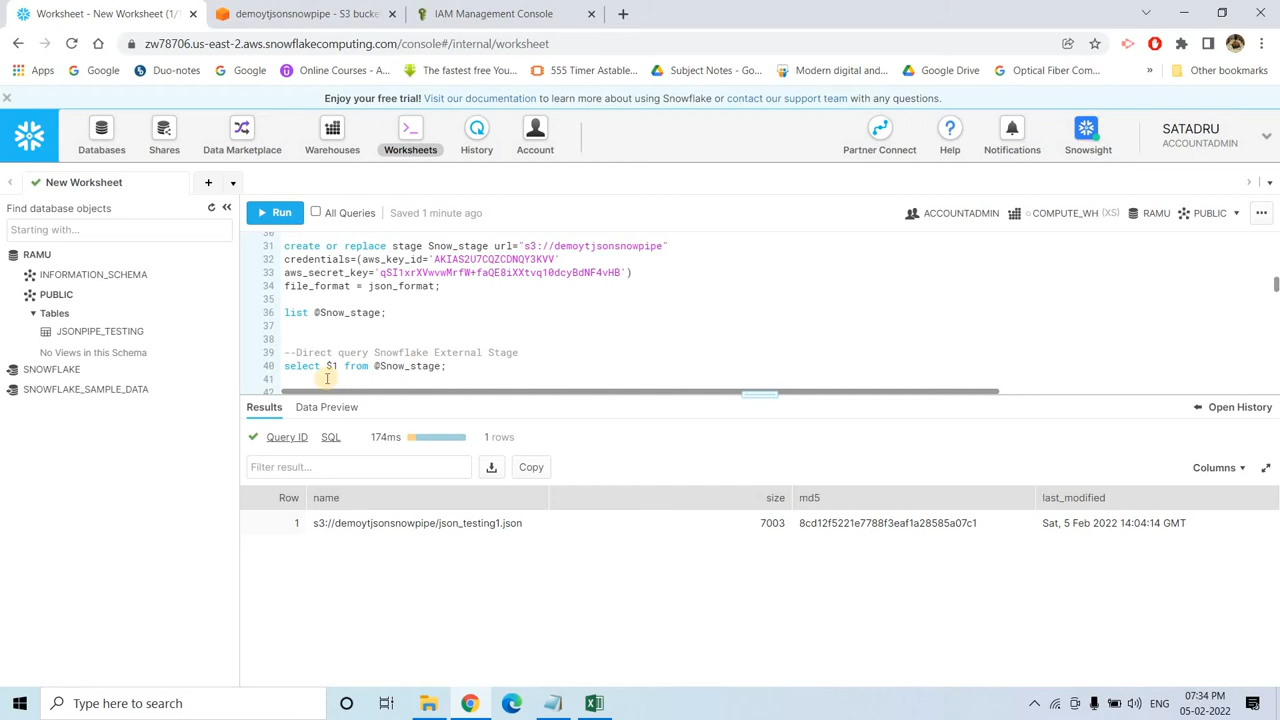 Worksheet - New Worksheet (1/
demoytjsonsnowpipe - S3 bucke
IAM Management Console
zw78706.us-east-2.aws.snowflakecomputing.com/console#/internal/worksheet
Apps
Google
Duo-notes
Google
Online Courses - A...
The fastest free You...
555 Timer Astable...
Subject Notes - Go...
Modern digital and...
Google Drive
Optical Fiber Com...
Other bookmarks
Enjoy your free trial! Visit our documentation to learn more about using Snowflake or contact our support team with any questions.
Databases
Shares
Data Marketplace
Warehouses
Worksheets
History
Account
Partner Connect
Help
Notifications
Snowsight
SATADRU
ACCOUNTADMIN
New Worksheet
Find database objects
Starting with...
RAMU
INFORMATION_SCHEMA
PUBLIC
Tables
JSONPIPE_TESTING
No Views in this Schema
SNOWFLAKE
SNOWFLAKE_SAMPLE_DATA
Run
All Queries
Saved 1 minute ago
ACCOUNTADMIN
COMPUTE_WH (XS)
RAMU
PUBLIC
30
31 create or replace stage Snow_stage url="s3://demoytjsonsnowpipe"
32 credentials=(aws_key_id='AKIAS2U7CQZCDNQY3KVV'
33 aws_secret_key='qSI1xrXVwvwMrfW+faQE8iXXtvq10dcyBdNF4vHB')
34 file_format = json_format;
35
36 list @Snow_stage;
37
38
39 --Direct query Snowflake External Stage
40 select $1 from @Snow_stage;
41
42
Results
Data Preview
Open History
Query ID
SQL
174ms
1 rows
Filter result...
Copy
Columns
Row name size md5 last_modified
1 s3://demoytjsonsnowpipe/json_testing1.json 7003 8cd12f5221e7788f3eaf1a28585a07c1 Sat, 5 Feb 2022 14:04:14 GMT
Type here to search
ENG
07:34 PM
05-02-2022